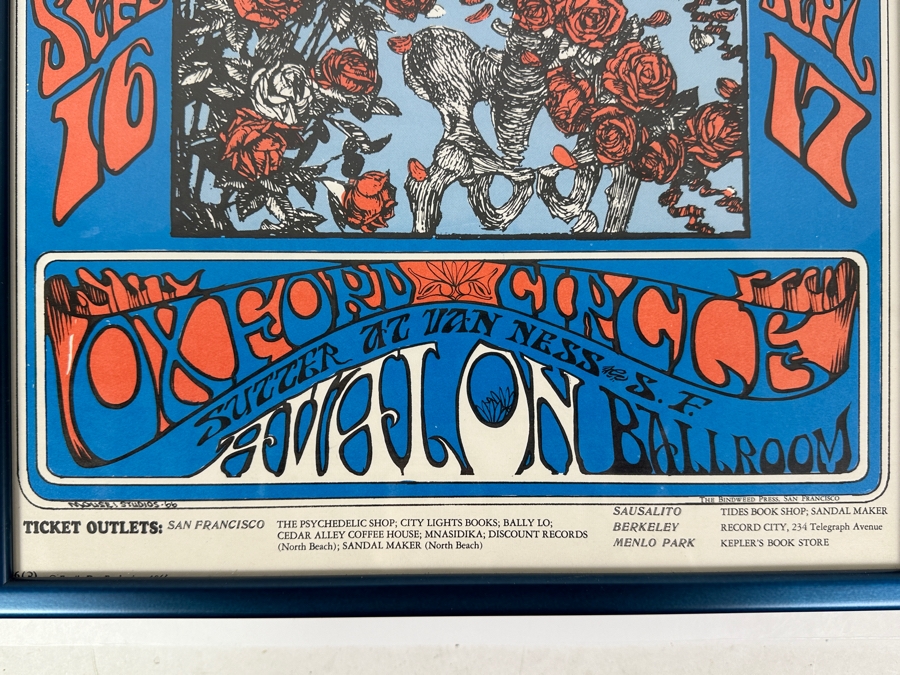 SEPT 16
SEPT 17
OXFORD CIRCLE
SUTTER AT VAN NESS S. F.
AVALON BALLROOM
MOUSE! STUDIOS-66
THE BINDWEED PRESS, SAN FRANCISCO
TICKET OUTLETS: SAN FRANCISCO THE PSYCHEDELIC SHOP; CITY LIGHTS BOOKS; BALLY LO;
CEDAR ALLEY COFFEE HOUSE; MNASIDIKA; DISCOUNT RECORDS
(North Beach); SANDAL MAKER (North Beach)
SAUSALITO TIDES BOOK SHOP; SANDAL MAKER
BERKELEY RECORD CITY, 234 Telegraph Avenue
MENLO PARK KEPLER'S BOOK STORE